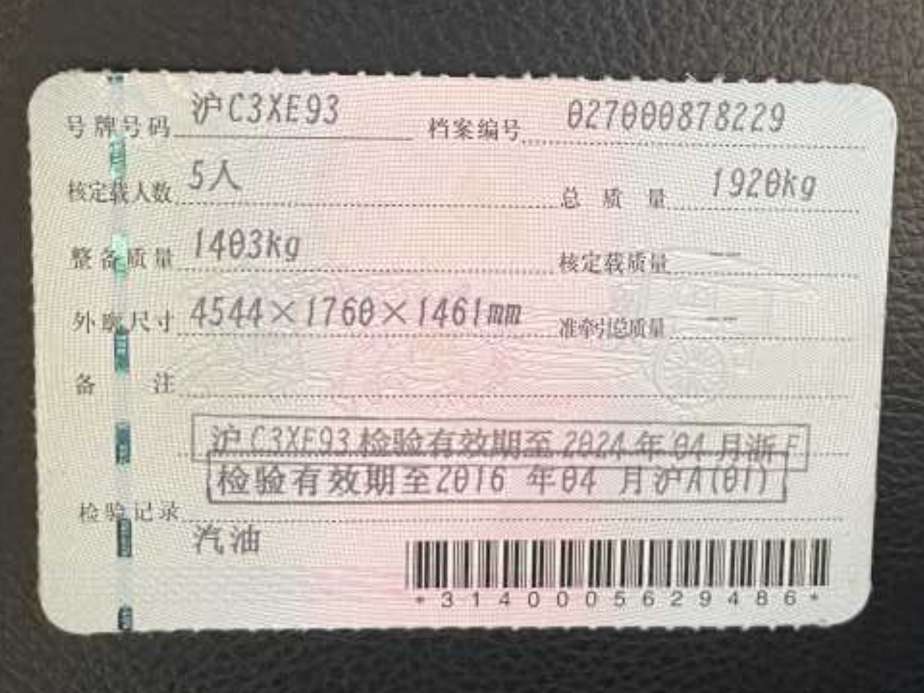 号牌号码 沪C3XE93 档案编号 027000878229
核定载人数 5人 总质量 1920kg
整备质量 1403kg 核定载质量 --
外廓尺寸 4544×1760×1461mm 准牵引总质量 --
备注
沪C3XE93 检验有效期至 2024年04月浙F
检验有效期至2016 年04 月沪A(01)
检验记录
汽油
*3140005629486*